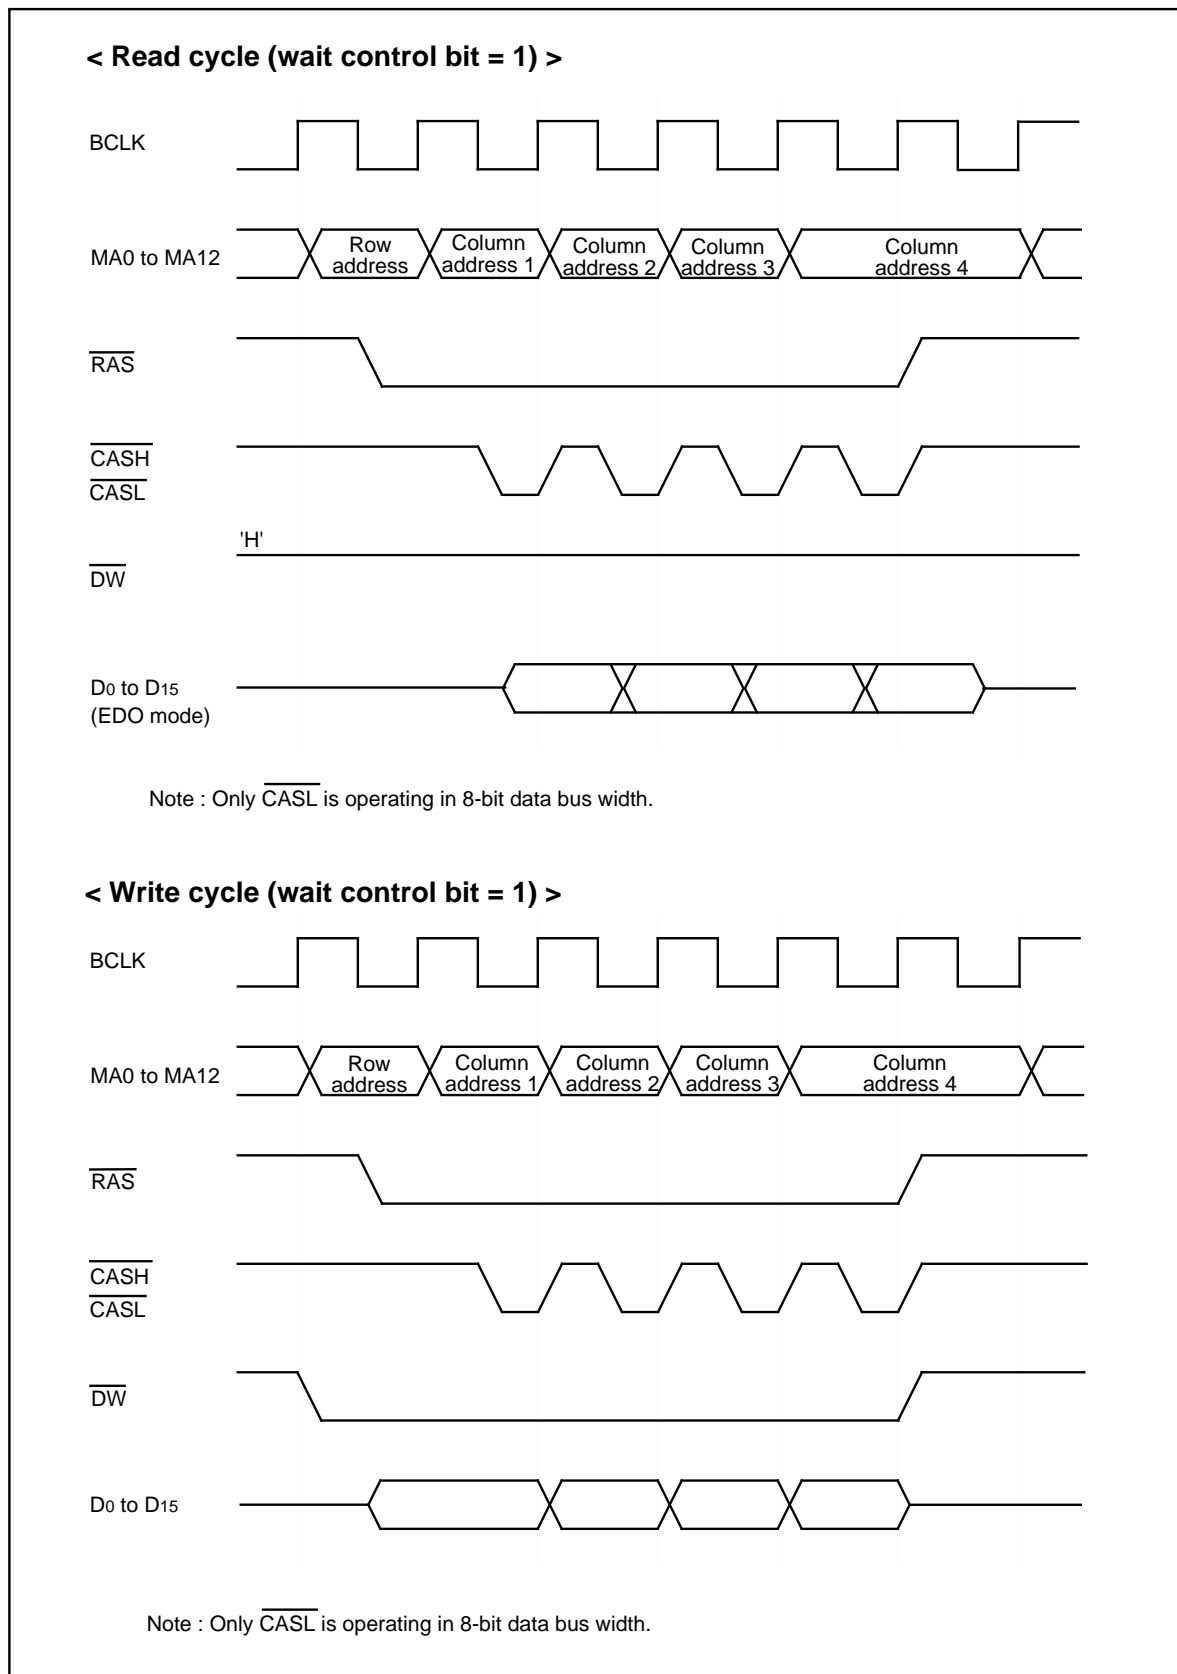 < Read cycle (wait control bit = 1) >
BCLK
MA0 to MA12
Row
address
Column
address 1
Column
address 2
Column
address 3
Column
address 4
RAS
CASH
CASL
'H'
DW
D0 to D15
(EDO mode)
Note : Only CASL is operating in 8-bit data bus width.
< Write cycle (wait control bit = 1) >
BCLK
MA0 to MA12
Row
address
Column
address 1
Column
address 2
Column
address 3
Column
address 4
RAS
CASH
CASL
DW
D0 to D15
Note : Only CASL is operating in 8-bit data bus width.